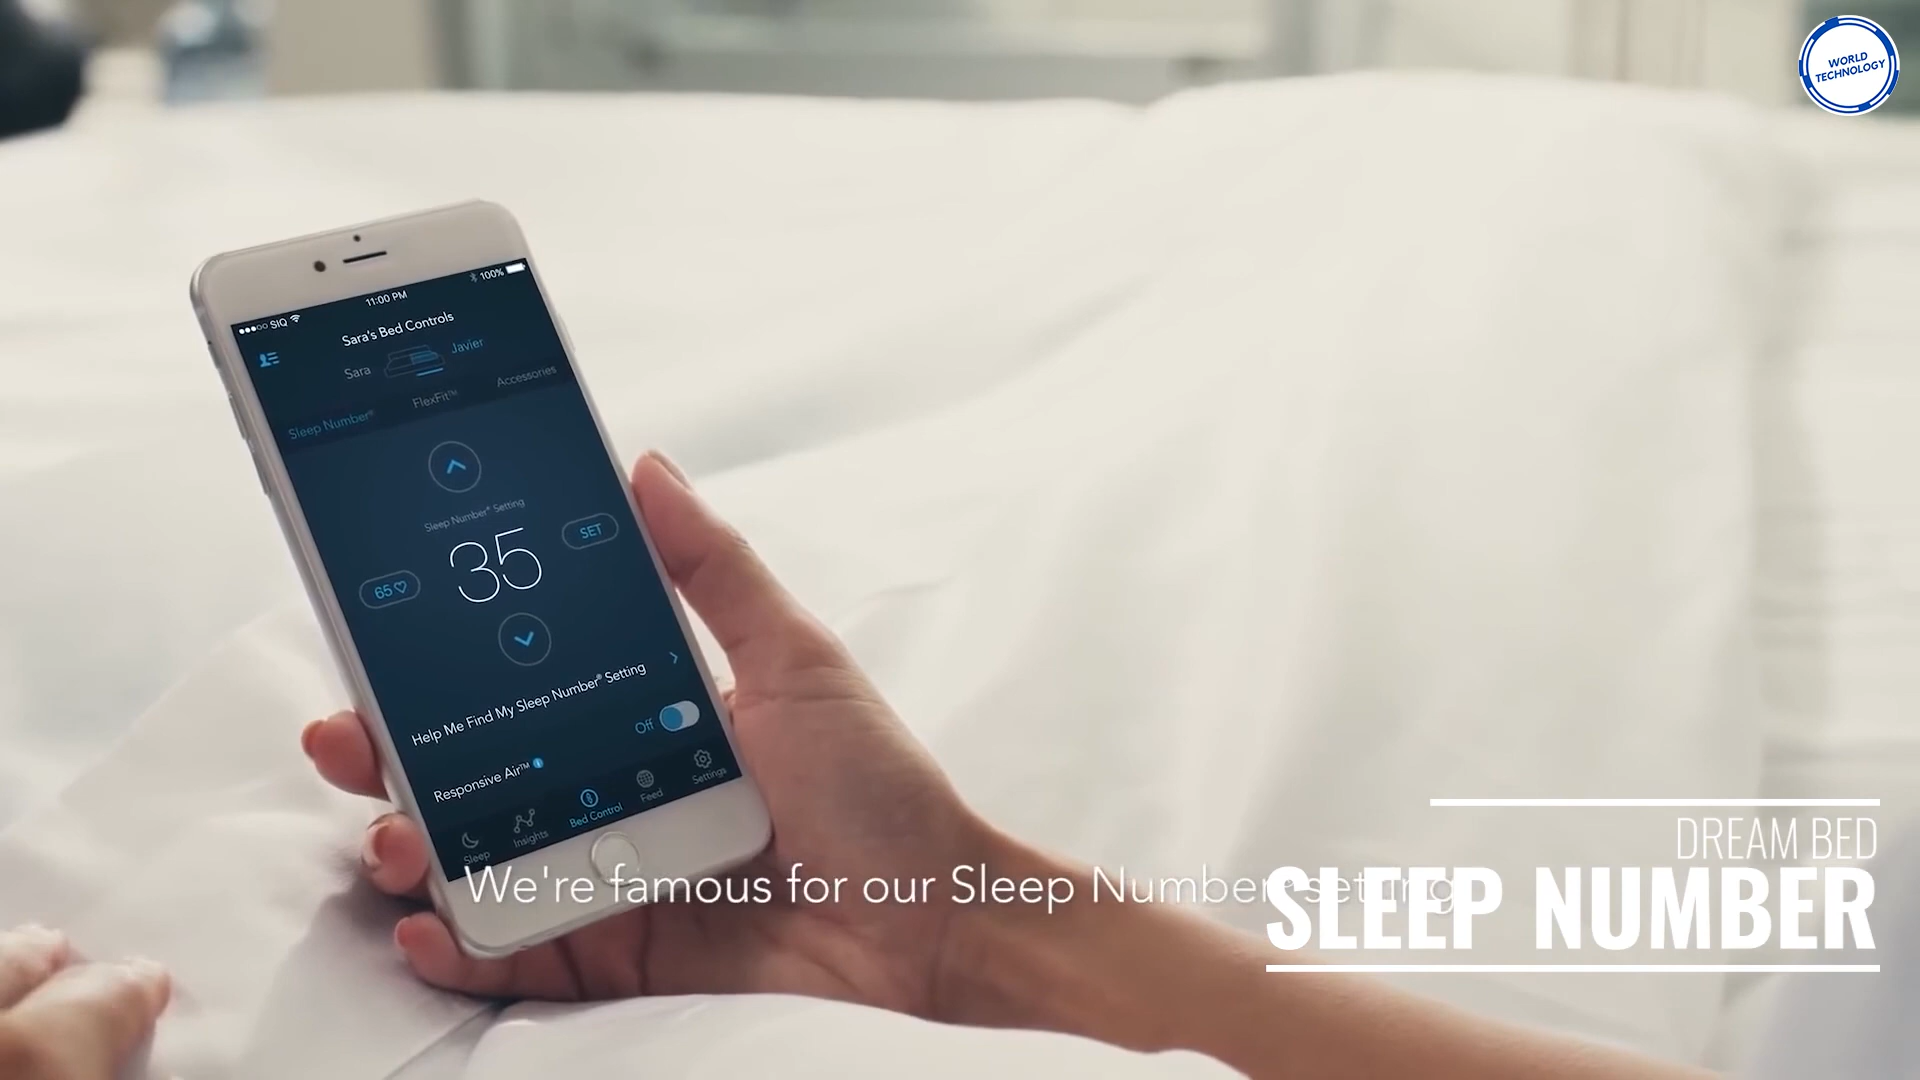 WORLD
TECHNOLOGY
SIQ
11:00 PM
100%
Sara's Bed Controls
Sara
Javier
Sleep Number®
FlexFit™
Accessories
Sleep Number® Setting
35
SET
65
Help Me Find My Sleep Number® Setting
Off
Responsive Air™
Sleep
Insights
Bed Control
Feed
Settings
We're famous for our Sleep Number setting
DREAM BED
SLEEP NUMBER